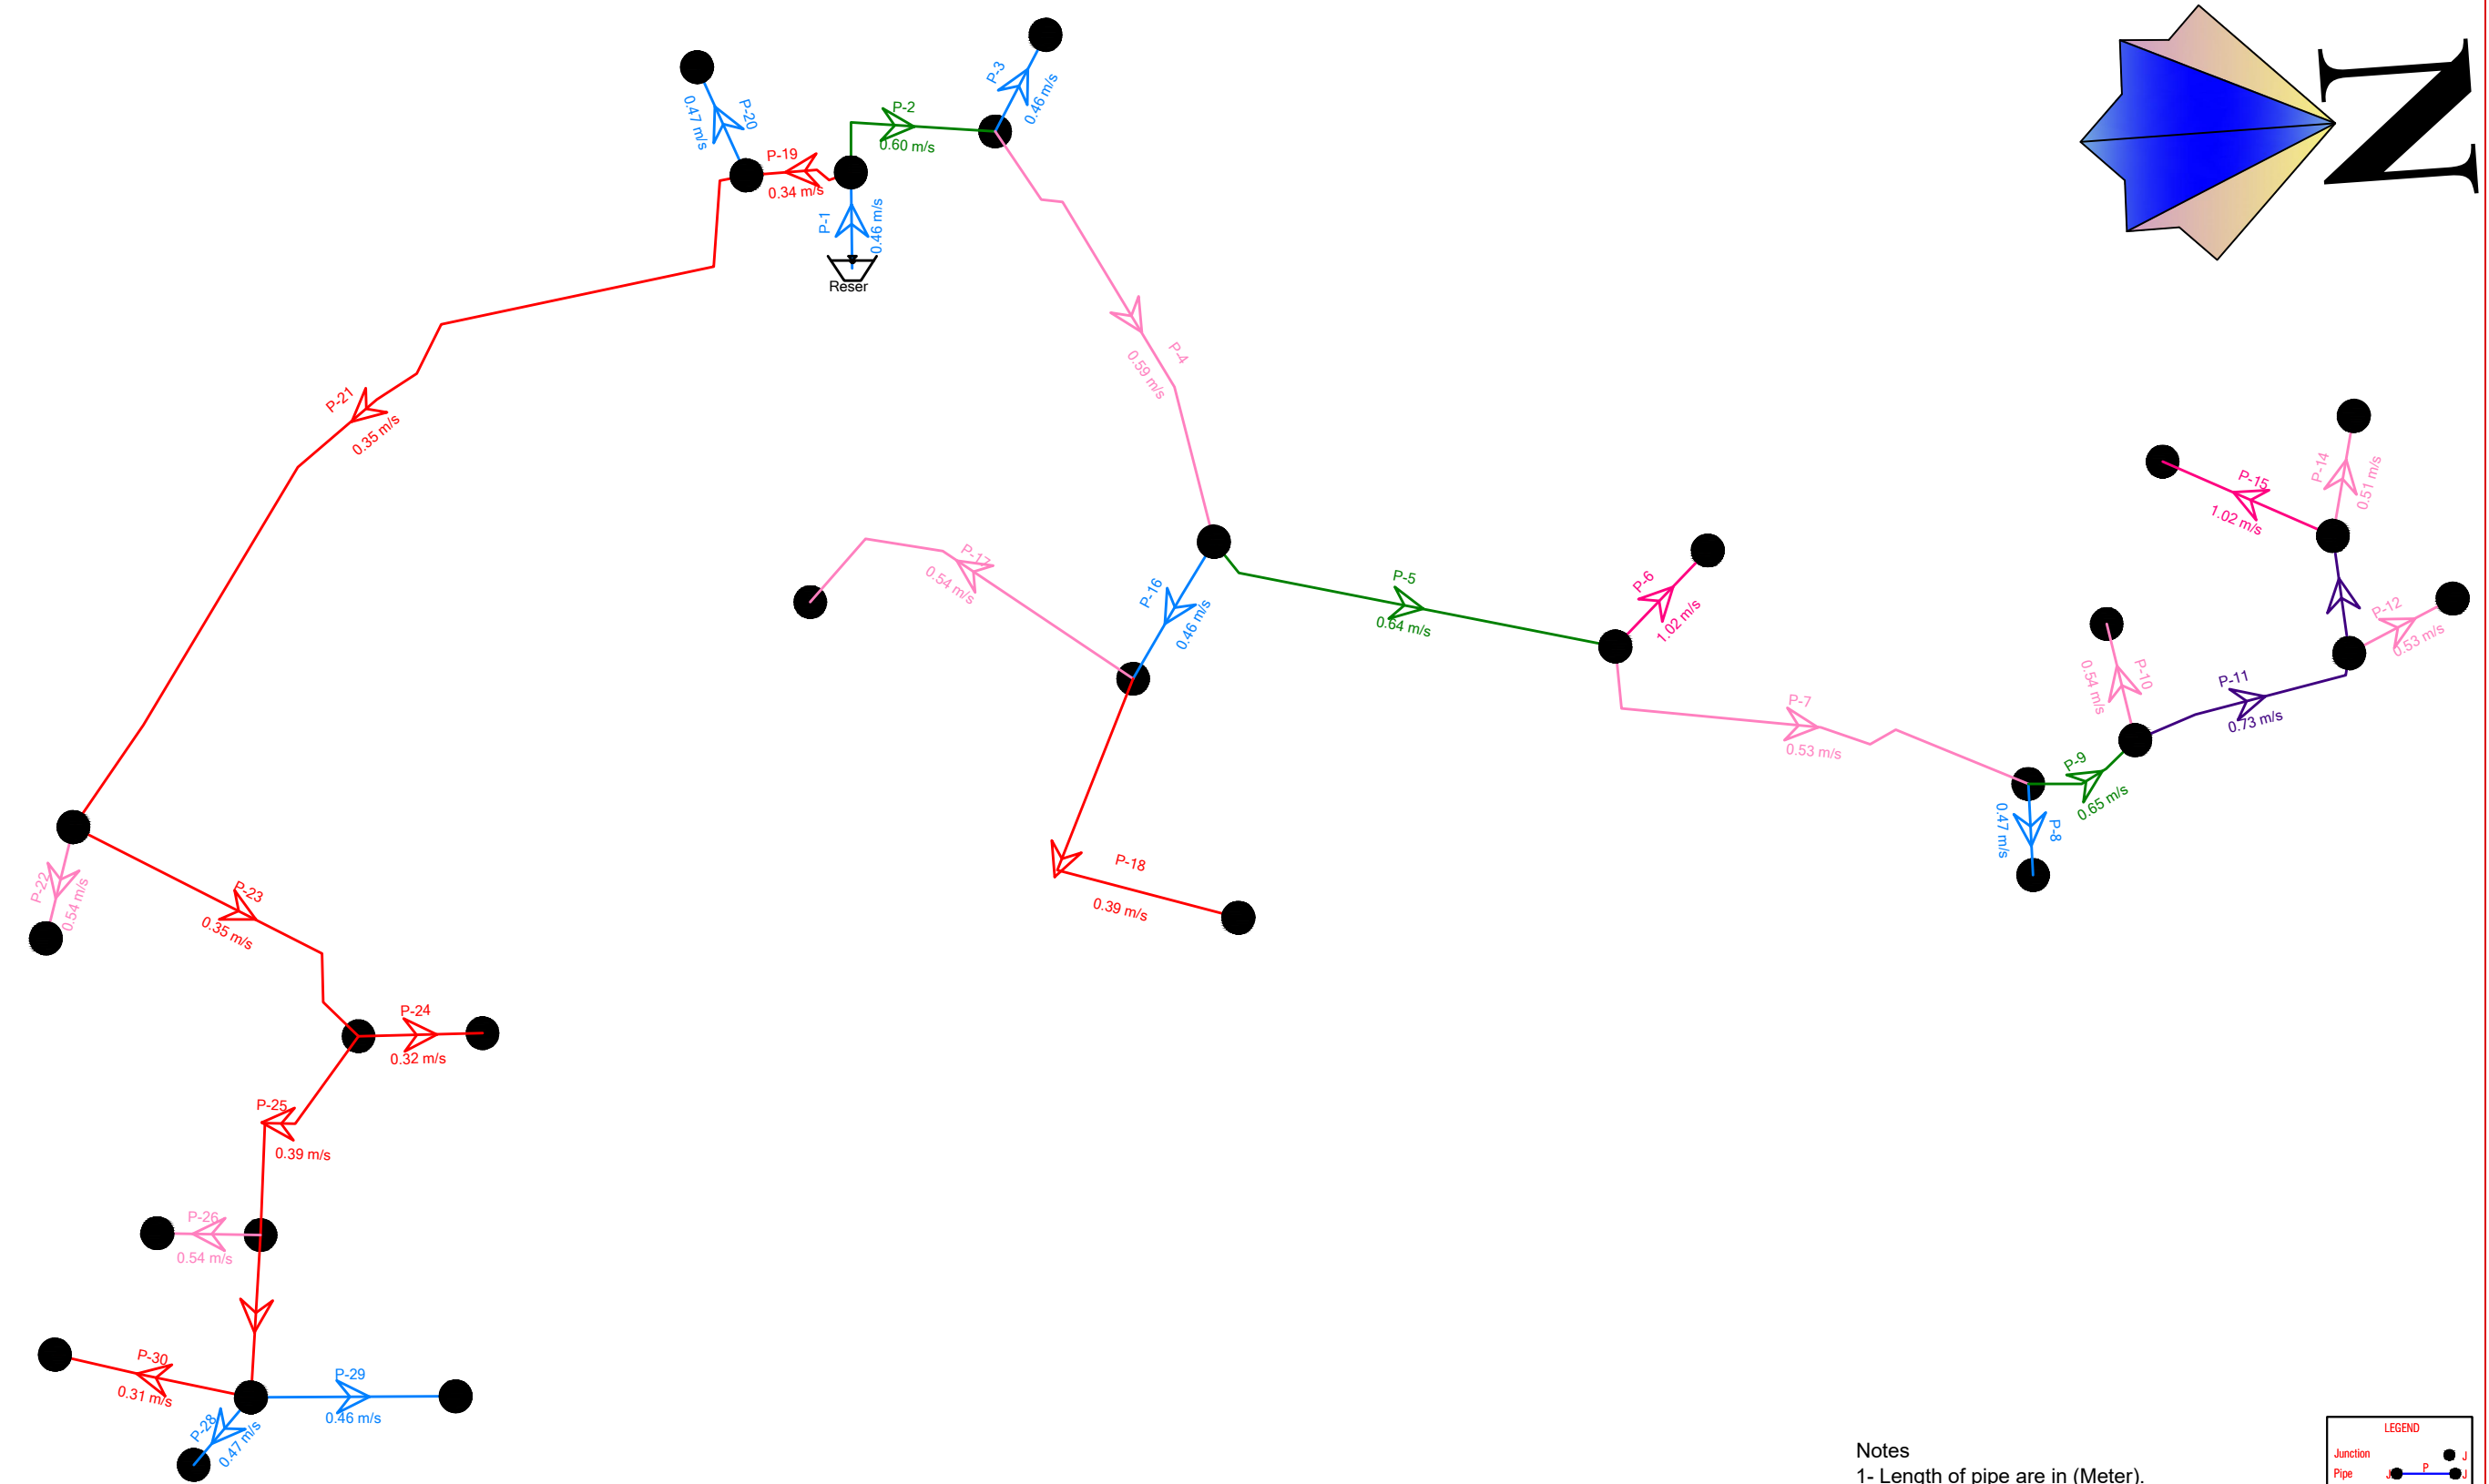 N
P-3
0.46 m/s
P-20
0.47 m/s
P-2
0.60 m/s
P-19
0.34 m/s
P-1
0.46 m/s
Reser
P-4
0.59 m/s
P-21
0.35 m/s
P-14
0.51 m/s
P-15
1.02 m/s
P-17
0.54 m/s
P-16
0.46 m/s
P-5
0.64 m/s
P-6
1.02 m/s
P-12
0.53 m/s
P-10
0.54 m/s
P-11
0.73 m/s
P-7
0.53 m/s
P-9
0.65 m/s
P-8
0.47 m/s
P-18
0.39 m/s
P-22
0.54 m/s
P-23
0.35 m/s
P-24
0.32 m/s
P-25
0.39 m/s
P-26
0.54 m/s
P-30
0.31 m/s
P-29
0.46 m/s
P-28
0.47 m/s
Notes
1- Length of pipe are in (Meter).
LEGEND
Junction J
Pipe J P J